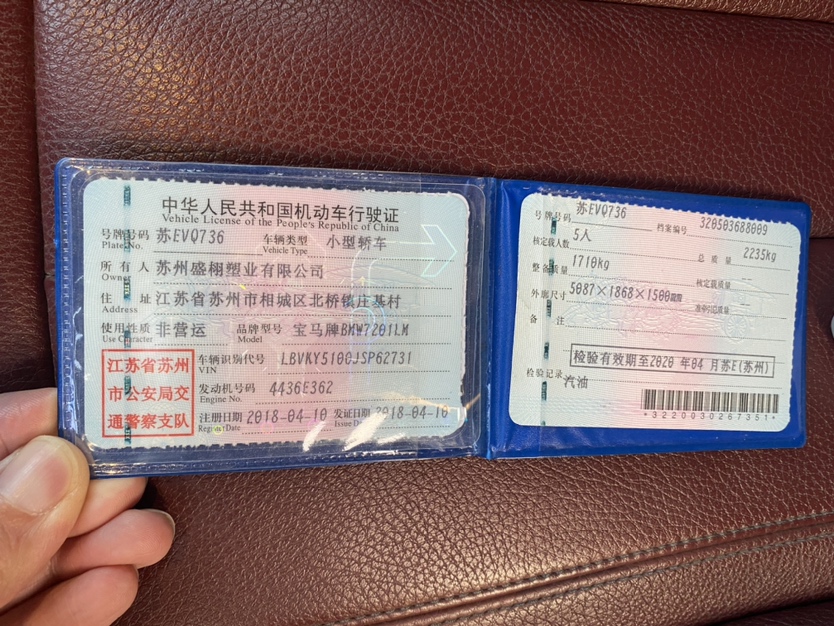 中华人民共和国机动车行驶证
Vehicle License of the People's Republic of China
号牌号码 苏EVQ736 车辆类型 小型轿车
Plate No. Vehicle Type
所有人 苏州盛栩塑业有限公司
Owner
住址 江苏省苏州市相城区北桥镇庄基村
Address
使用性质 非营运 品牌型号 宝马牌BMW7201LM
Use Character Model
江苏省苏州
市公安局交
通警察支队
车辆识别代号 LBVKY5100JSP62731
VIN
发动机号码 4436E362
Engine No.
注册日期 2018-04-10 发证日期 2018-04-10
Register Date Issue Date
号牌号码 苏EVQ736 档案编号 320503688009
核定载人数 5人 总质量 2235kg
整备质量 1710kg 核定载质量 --
外廓尺寸 5087×1868×1500mm 准牵引总质量 --
备注
检验有效期至2020年04月苏E(苏州)
检验记录
汽油
*3220030267351*